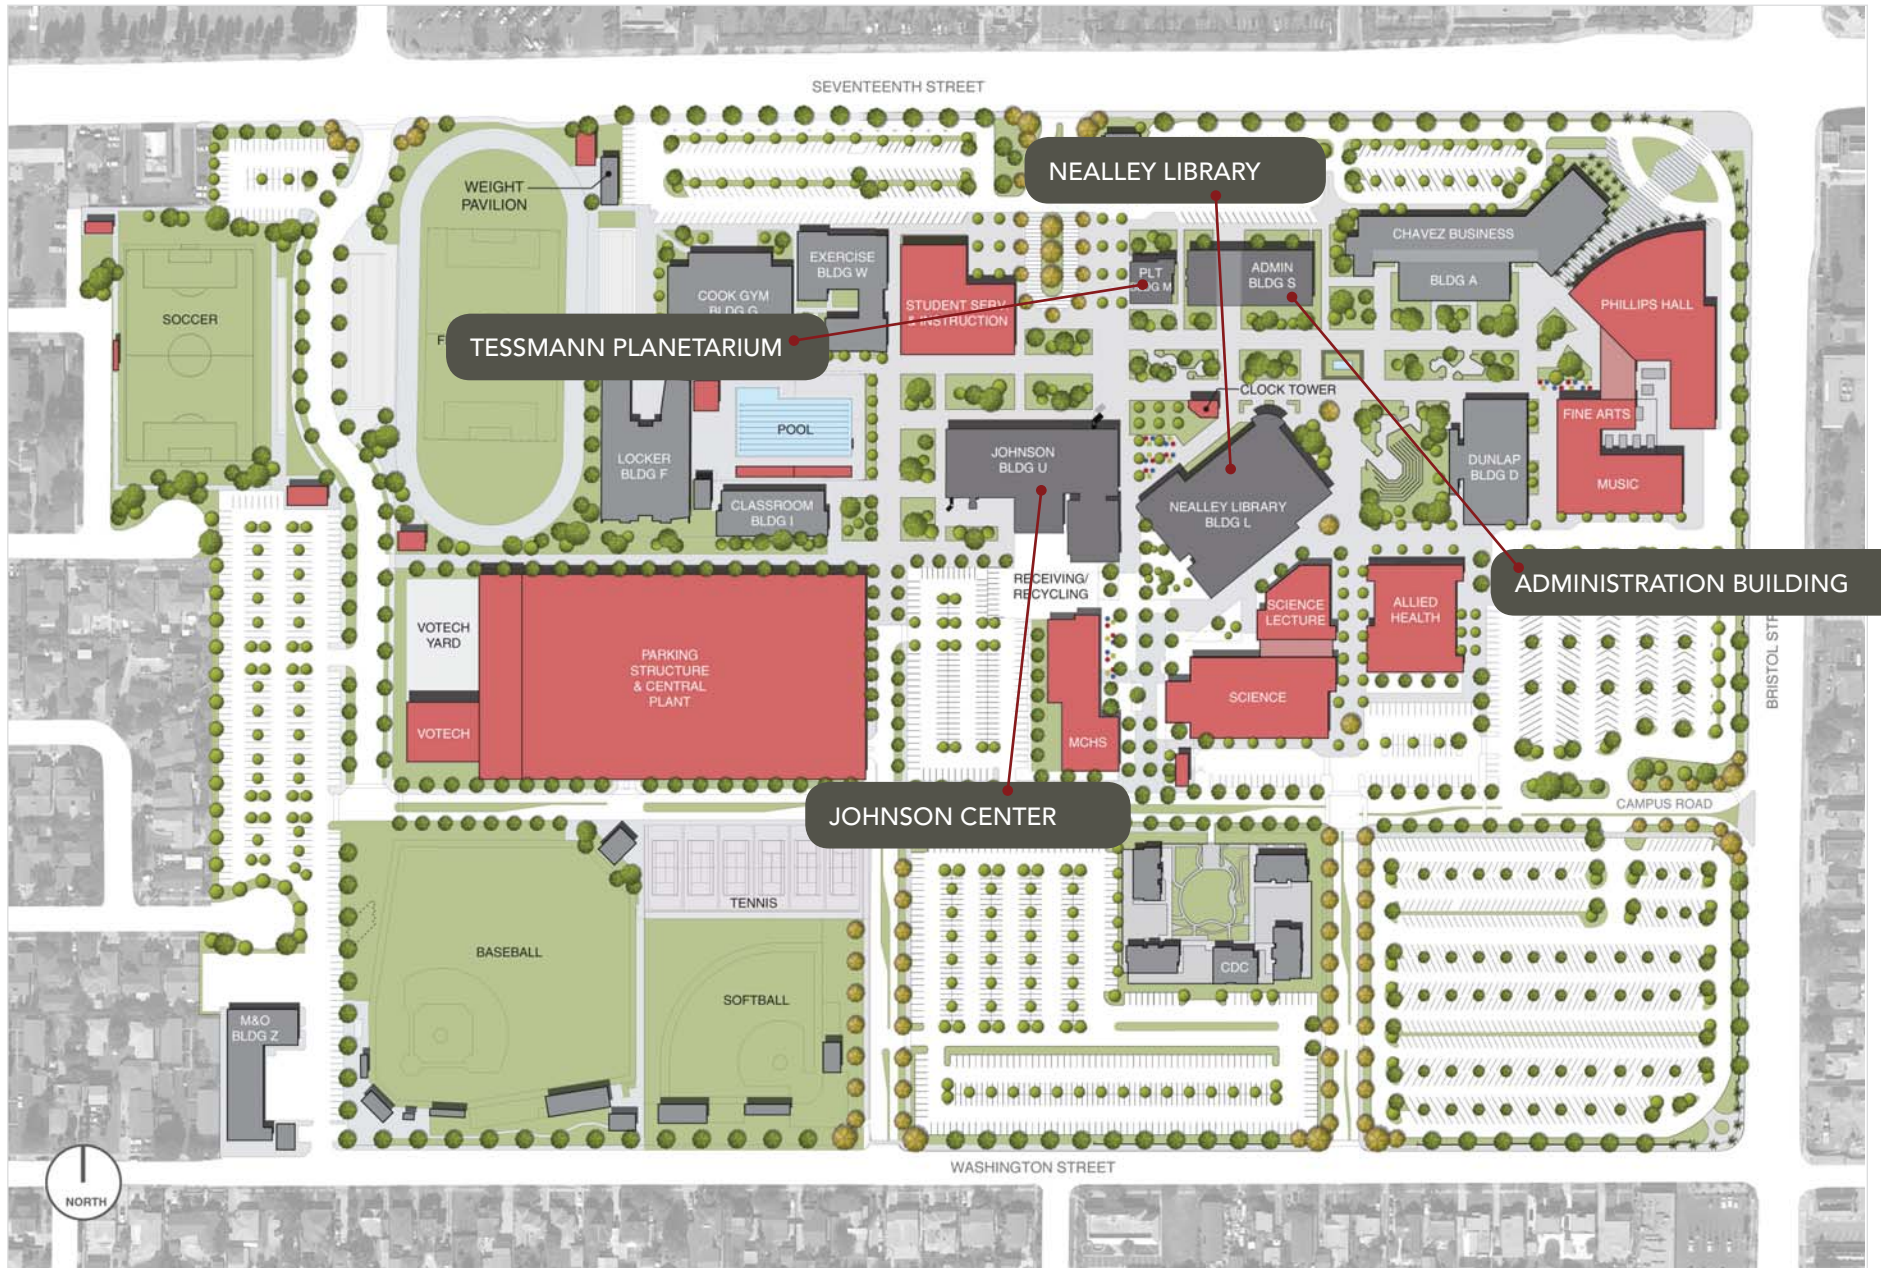 SEVENTEENTH STREET
NEALLEY LIBRARY
WEIGHT
PAVILION
CHAVEZ BUSINESS
BLDG A
EXERCISE
BLDG W
ADMIN
BLDG S
PLT
BLDG M
COOK GYM
BLDG G
STUDENT SERV
& INSTRUCTION
PHILLIPS HALL
SOCCER
TESSMANN PLANETARIUM
CLOCK TOWER
FINE ARTS
POOL
JOHNSON
BLDG U
LOCKER
BLDG F
DUNLAP
BLDG D
MUSIC
CLASSROOM
BLDG I
NEALLEY LIBRARY
BLDG L
RECEIVING/
RECYCLING
ADMINISTRATION BUILDING
SCIENCE
LECTURE
ALLIED
HEALTH
VOTECH
YARD
PARKING
STRUCTURE
& CENTRAL
PLANT
BRISTOL STR
SCIENCE
VOTECH
MCHS
JOHNSON CENTER
CAMPUS ROAD
TENNIS
BASEBALL
CDC
SOFTBALL
M&O
BLDG Z
WASHINGTON STREET
NORTH